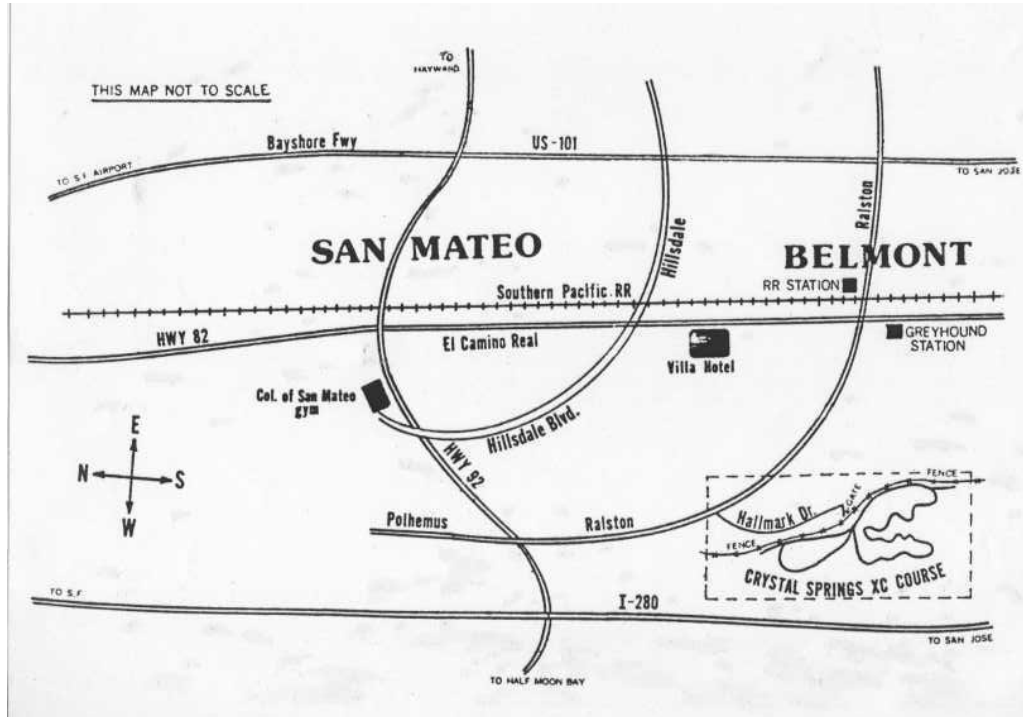 TO
HAYWARD
THIS MAP NOT TO SCALE
Bayshore Fwy
US-101
TO S.F. AIRPORT
TO SAN JOSE
Ralston
Hillsdale
SAN MATEO
BELMONT
RR STATION
Southern Pacific RR
HWY 82
El Camino Real
GREYHOUND
STATION
Villa Hotel
Col. of San Mateo
gym
Hillsdale Blvd.
HWY 92
E
N
S
W
Polhemus
Ralston
Hallmark Dr.
GATE
FENCE
FENCE
CRYSTAL SPRINGS XC COURSE
TO S.F.
I-280
TO SAN JOSE
TO HALF MOON BAY